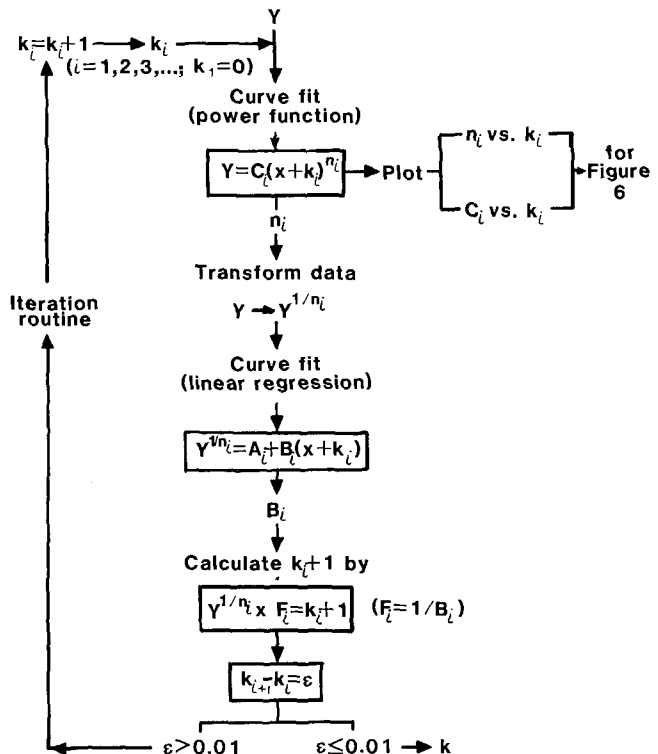 Y
k_i=k_i+1 → k_i
(i=1,2,3,...; k_1=0)
Curve fit
(power function)
Y=C_i(x+k_i)^{n_i} → Plot
n_i vs. k_i
C_i vs. k_i
for
Figure
6
n_i
Transform data
Y → Y^{1/n_i}
Iteration
routine
Curve fit
(linear regression)
Y^{1/n_i}=A_i+B_i(x+k_i)
B_i
Calculate k_i+1 by
Y^{1/n_i} x F_i=k_i+1 (F_i=1/B_i)
k_{i+1}-k_i=ε
ε>0.01
ε≤0.01 → k